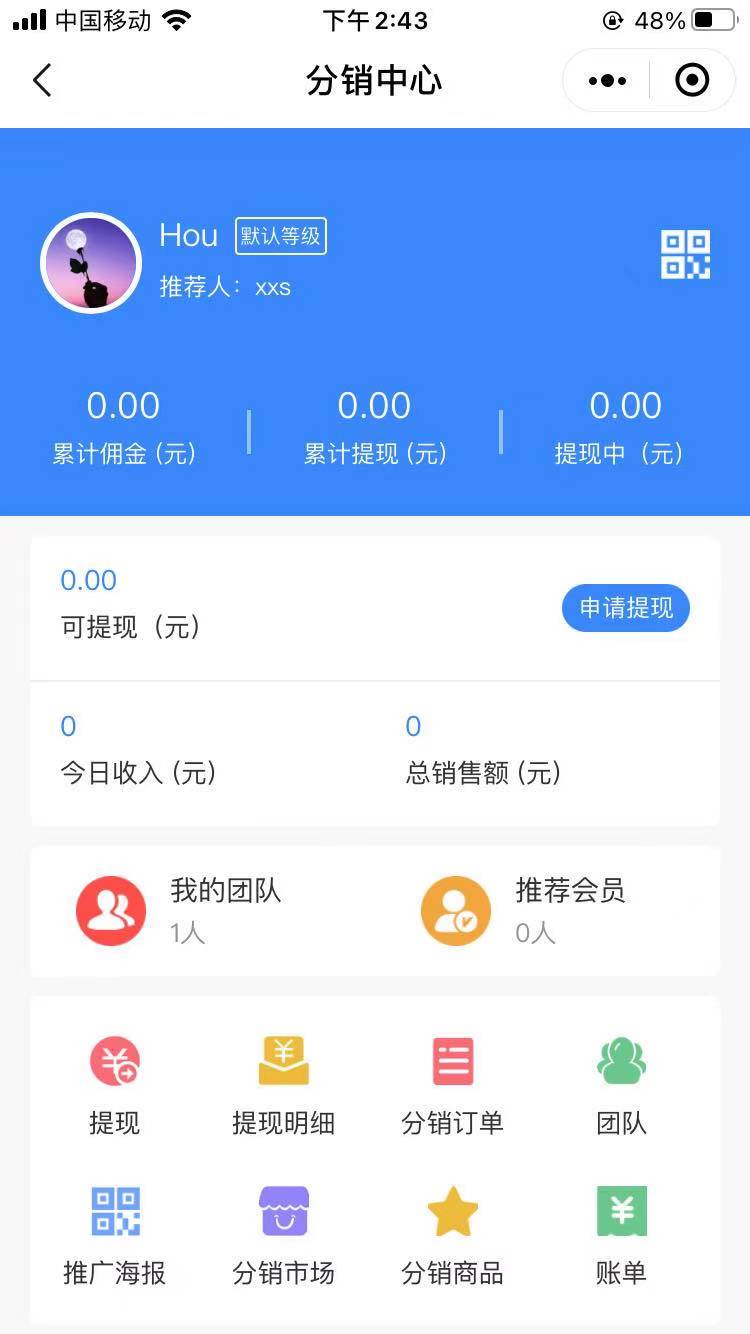 中国移动 下午2:43 48%
分销中心
Hou 默认等级
推荐人：xxs
0.00 0.00 0.00
累计佣金 (元) 累计提现 (元) 提现中（元）
0.00
可提现（元）
申请提现
0 0
今日收入 (元) 总销售额 (元)
我的团队 推荐会员
1人 0人
提现 提现明细 分销订单 团队
推广海报 分销市场 分销商品 账单